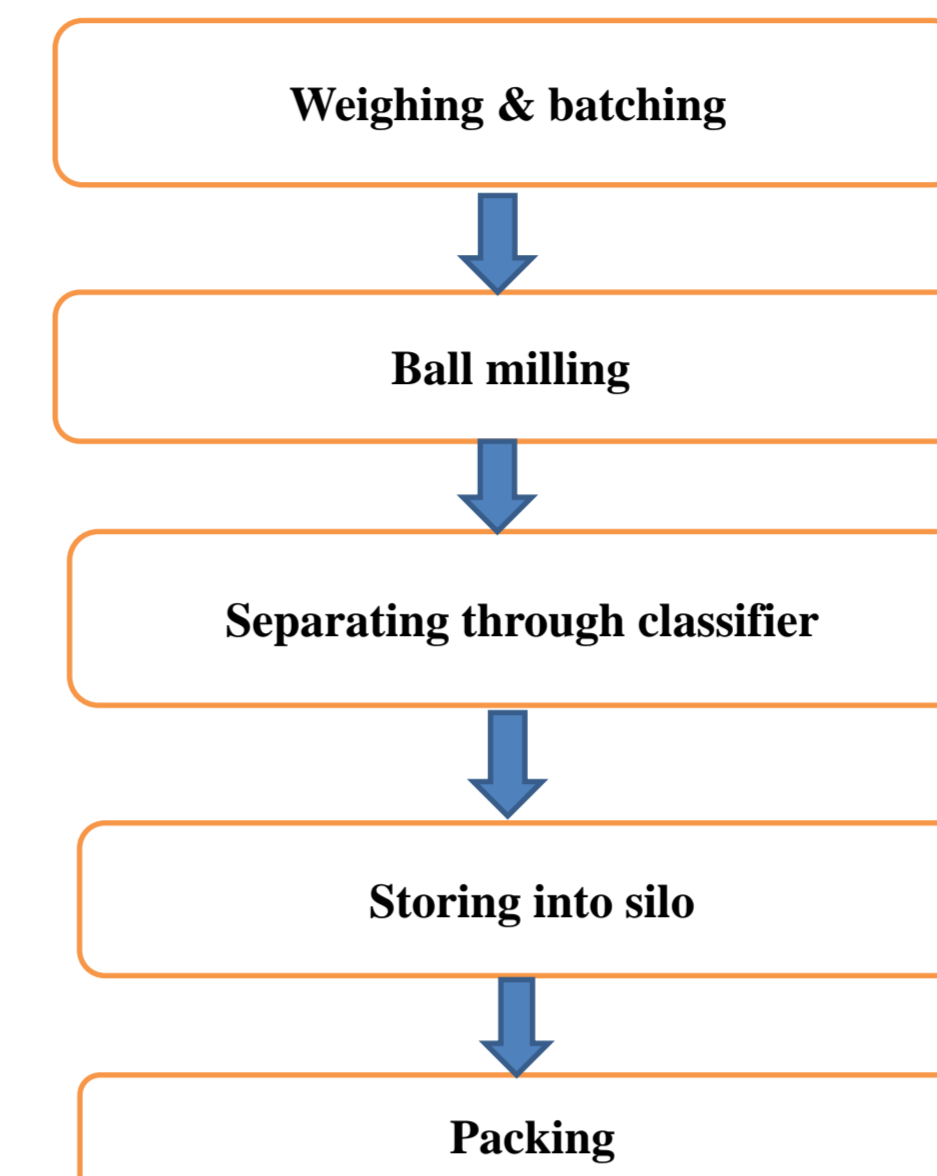 Weighing & batching
Ball milling
Separating through classifier
Storing into silo
Packing